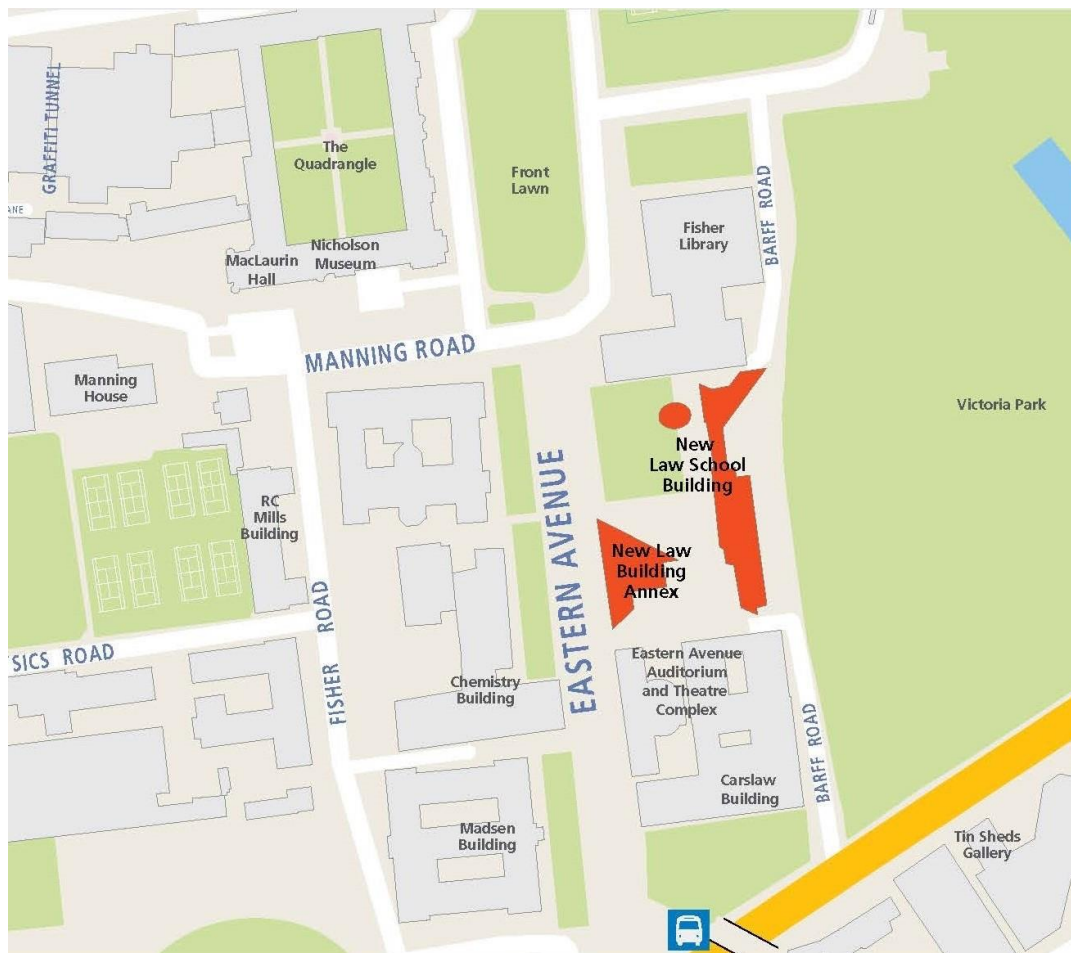 GRAFFITI TUNNEL
The
Quadrangle
Front
Lawn
BARFF ROAD
ANE
Fisher
Library
MacLaurin
Hall
Nicholson
Museum
MANNING ROAD
Manning
House
Victoria Park
New
Law School
Building
EASTERN AVENUE
RC
Mills
Building
New Law
Building
Annex
FISHER ROAD
SICS ROAD
Eastern Avenue
Auditorium
and Theatre
Complex
Chemistry
Building
BARFF ROAD
Carslaw
Building
Madsen
Building
Tin Sheds
Gallery